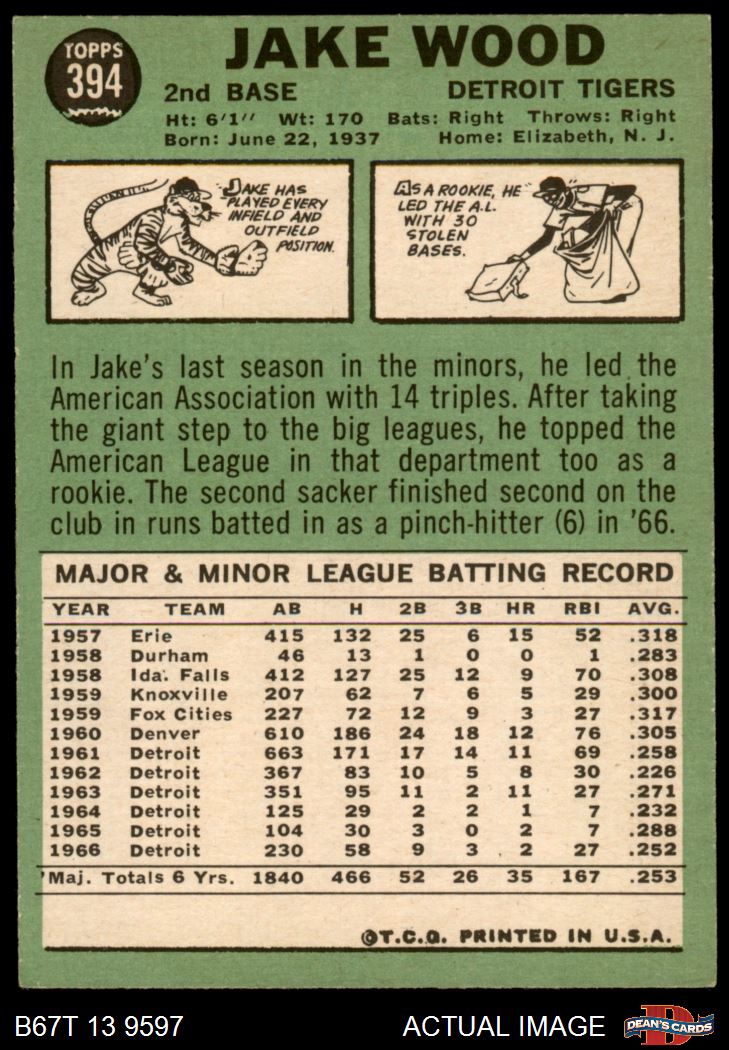 TOPPS
394
JAKE WOOD
2nd BASE DETROIT TIGERS
Ht: 6'1" Wt: 170 Bats: Right Throws: Right
Born: June 22, 1937 Home: Elizabeth, N. J.
JAKE HAS
PLAYED EVERY
INFIELD AND
OUTFIELD
POSITION.
AS A ROOKIE, HE
LED THE A.L.
WITH 30
STOLEN
BASES.
In Jake's last season in the minors, he led the
American Association with 14 triples. After taking
the giant step to the big leagues, he topped the
American League in that department too as a
rookie. The second sacker finished second on the
club in runs batted in as a pinch-hitter (6) in '66.
MAJOR & MINOR LEAGUE BATTING RECORD
YEAR TEAM AB H 2B 3B HR RBI AVG.
1957 Erie 415 132 25 6 15 52 .318
1958 Durham 46 13 1 0 0 1 .283
1958 Ida. Falls 412 127 25 12 9 70 .308
1959 Knoxville 207 62 7 6 5 29 .300
1959 Fox Cities 227 72 12 9 3 27 .317
1960 Denver 610 186 24 18 12 76 .305
1961 Detroit 663 171 17 14 11 69 .258
1962 Detroit 367 83 10 5 8 30 .226
1963 Detroit 351 95 11 2 11 27 .271
1964 Detroit 125 29 2 2 1 7 .232
1965 Detroit 104 30 3 0 2 7 .288
1966 Detroit 230 58 9 3 2 27 .252
Maj. Totals 6 Yrs. 1840 466 52 26 35 167 .253
©T.C.G. PRINTED IN U.S.A.
B67T 13 9597 ACTUAL IMAGE
DEAN'S CARDS